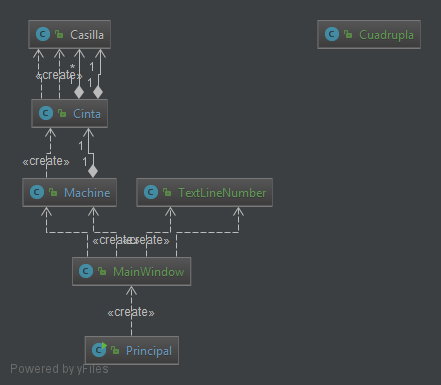 C Casilla
C Cuadrupla
«create»
*
1
1
1
C Cinta
1
«create»
1
C Machine
C TextLineNumber
«create»
«create»
C MainWindow
«create»
C Principal
Powered by yFiles